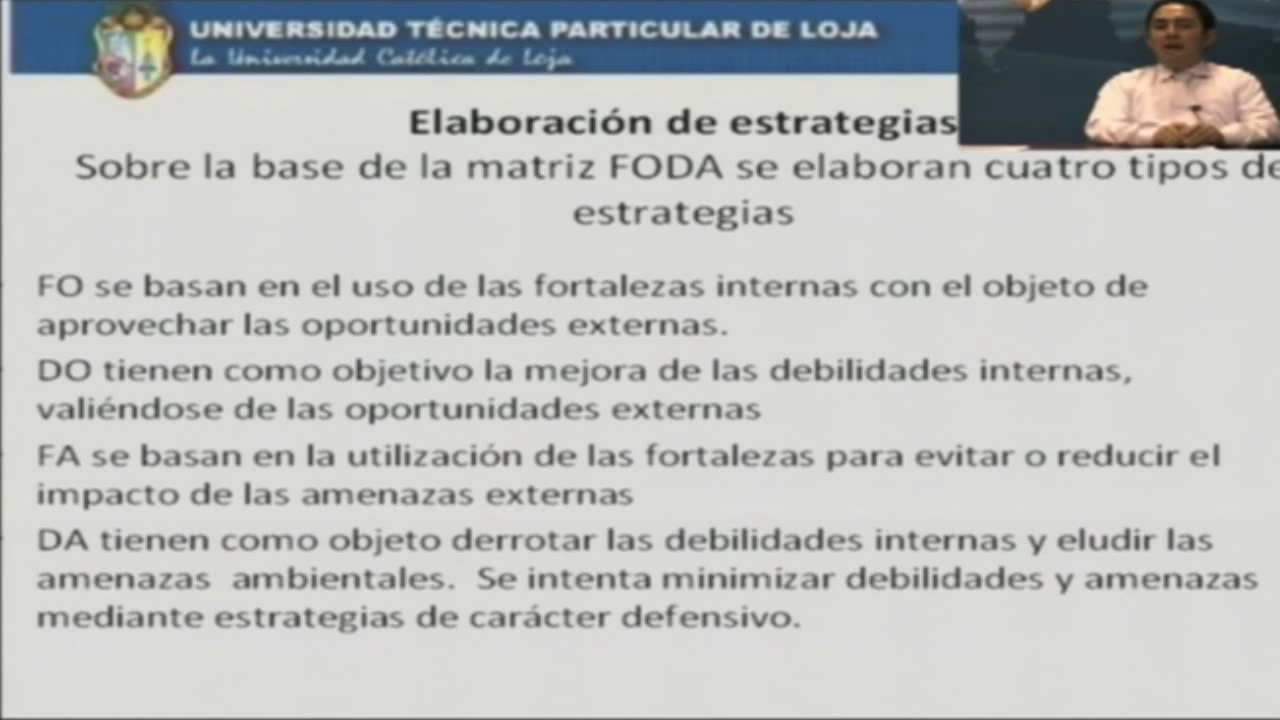 UNIVERSIDAD TÉCNICA PARTICULAR DE LOJA
La Universidad Católica de Loja
Elaboración de estrategias
Sobre la base de la matriz FODA se elaboran cuatro tipos de
estrategias
FO se basan en el uso de las fortalezas internas con el objeto de
aprovechar las oportunidades externas.
DO tienen como objetivo la mejora de las debilidades internas,
valiéndose de las oportunidades externas
FA se basan en la utilización de las fortalezas para evitar o reducir el
impacto de las amenazas externas
DA tienen como objeto derrotar las debilidades internas y eludir las
amenazas  ambientales.  Se intenta minimizar debilidades y amenazas
mediante estrategias de carácter defensivo.